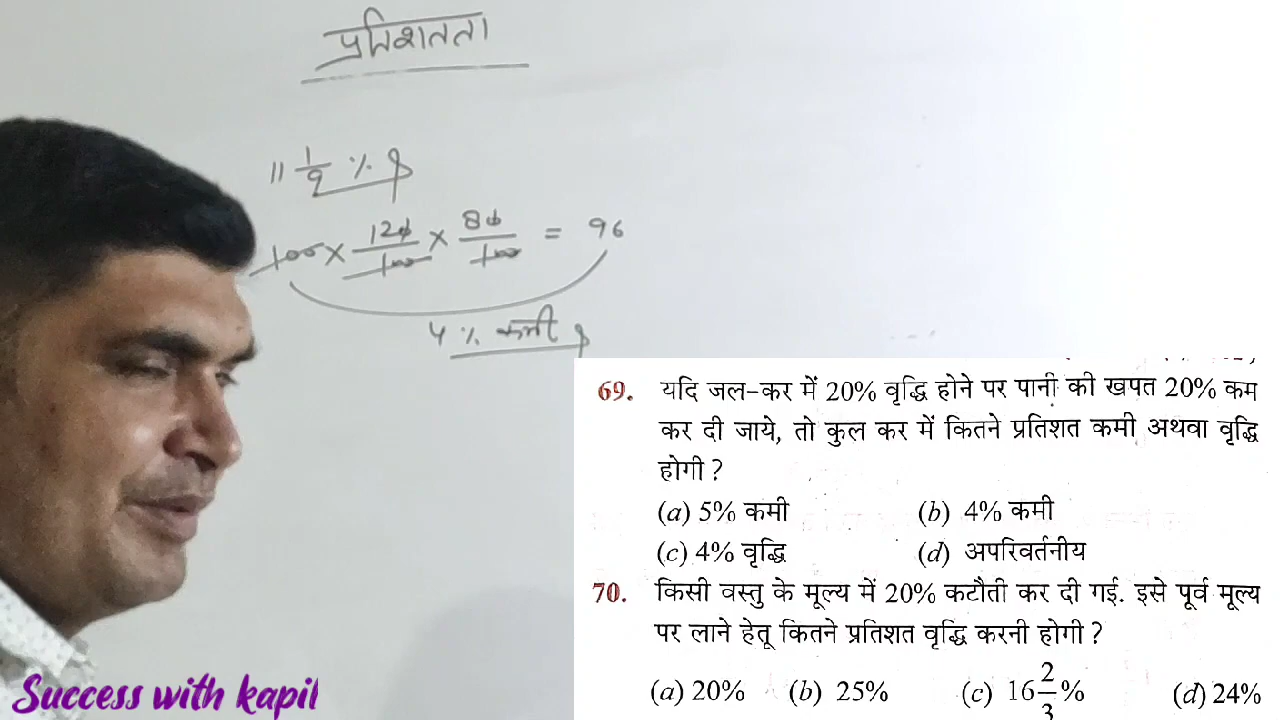 प्रतिशतता
11 1/9 %
100 × 120/100 × 80/100 = 96
4 % कमी
69. यदि जल-कर में 20% वृद्धि होने पर पानी की खपत 20% कम
कर दी जाये, तो कुल कर में कितने प्रतिशत कमी अथवा वृद्धि
होगी ?
(a) 5% कमी (b) 4% कमी
(c) 4% वृद्धि (d) अपरिवर्तनीय
70. किसी वस्तु के मूल्य में 20% कटौती कर दी गई. इसे पूर्व मूल्य
पर लाने हेतू कितने प्रतिशत वृद्धि करनी होगी ?
(a) 20% (b) 25% (c) 16 2/3 % (d) 24%
Success with kapil